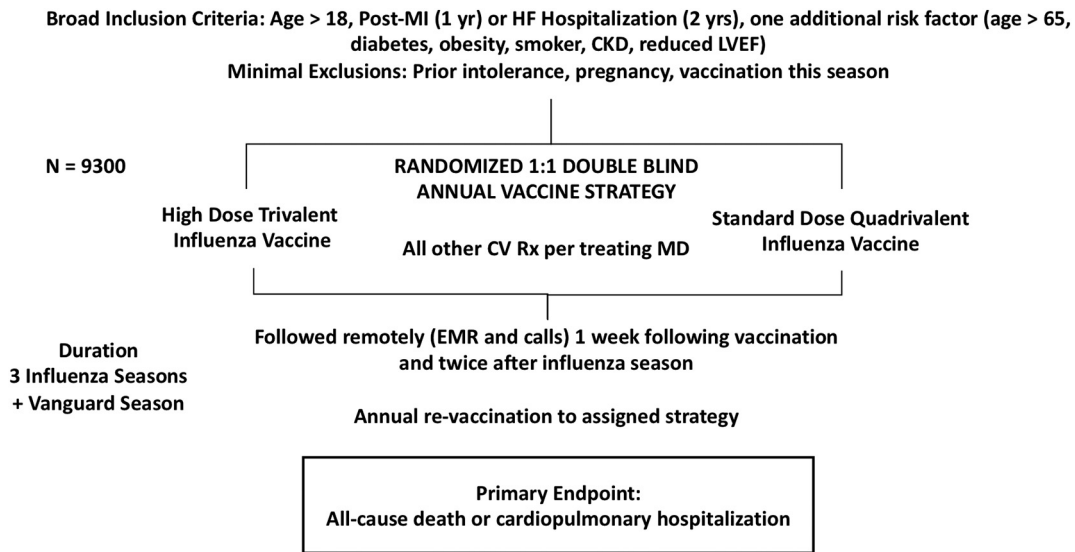 Broad Inclusion Criteria: Age > 18, Post-MI (1 yr) or HF Hospitalization (2 yrs), one additional risk factor (age > 65,
diabetes, obesity, smoker, CKD, reduced LVEF)
Minimal Exclusions: Prior intolerance, pregnancy, vaccination this season
N = 9300
RANDOMIZED 1:1 DOUBLE BLIND
ANNUAL VACCINE STRATEGY
High Dose Trivalent
Influenza Vaccine
All other CV Rx per treating MD
Standard Dose Quadrivalent
Influenza Vaccine
Followed remotely (EMR and calls) 1 week following vaccination
and twice after influenza season
Duration
3 Influenza Seasons
+ Vanguard Season
Annual re-vaccination to assigned strategy
Primary Endpoint:
All-cause death or cardiopulmonary hospitalization